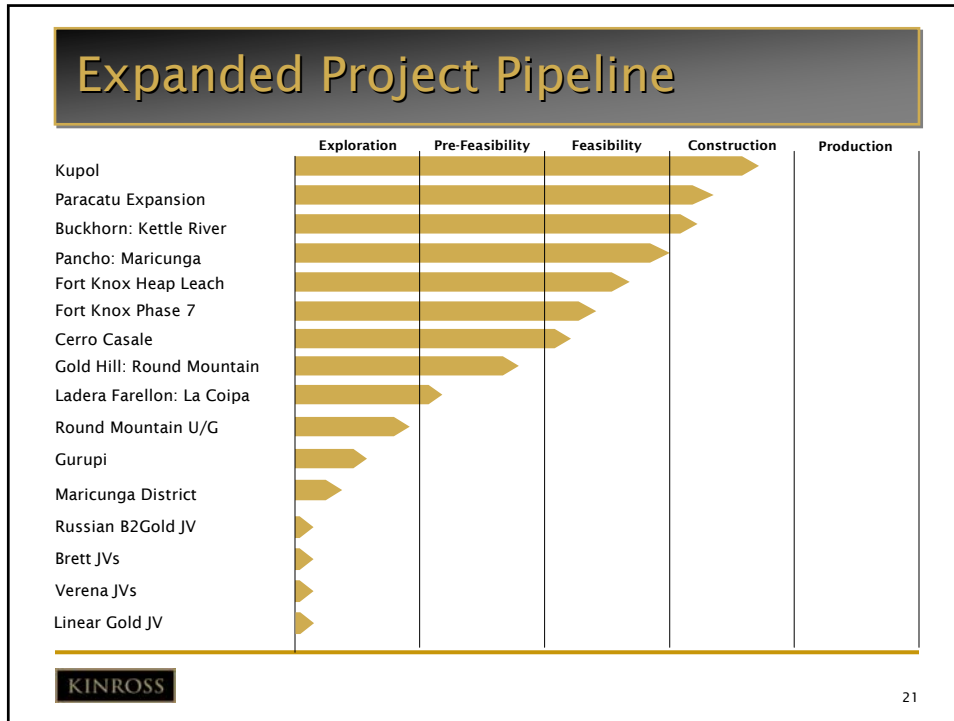 Expanded Project Pipeline
Exploration Pre-Feasibility Feasibility Construction Production
Kupol
Paracatu Expansion
Buckhorn: Kettle River
Pancho: Maricunga
Fort Knox Heap Leach
Fort Knox Phase 7
Cerro Casale
Gold Hill: Round Mountain
Ladera Farellon: La Coipa
Round Mountain U/G
Gurupi
Maricunga District
Russian B2Gold JV
Brett JVs
Verena JVs
Linear Gold JV
KINROSS
21